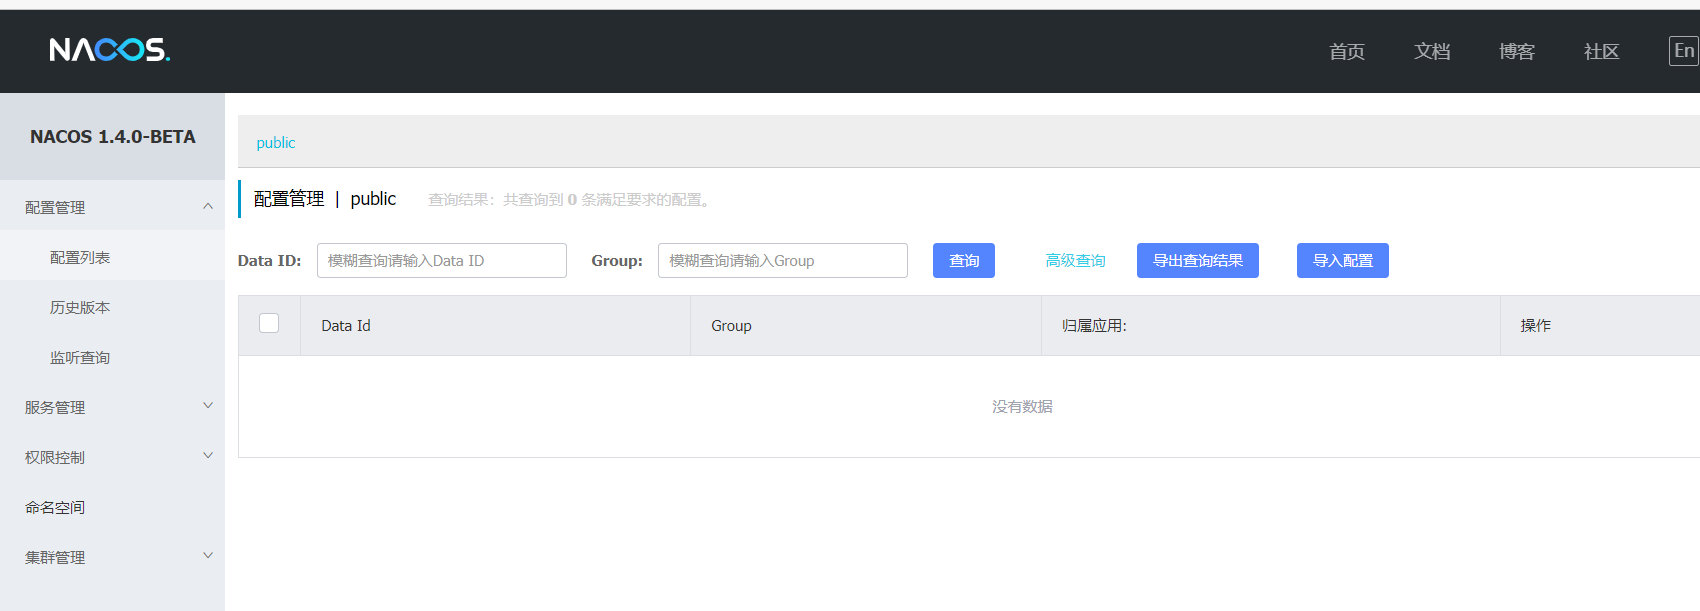 NACOS.
首页 文档 博客 社区 En
NACOS 1.4.0-BETA
配置管理
配置列表
历史版本
监听查询
服务管理
权限控制
命名空间
集群管理
public
配置管理 | public 查询结果：共查询到 0 条满足要求的配置。
Data ID: 模糊查询请输入Data ID Group: 模糊查询请输入Group 查询 高级查询 导出查询结果 导入配置
Data Id Group 归属应用: 操作
没有数据